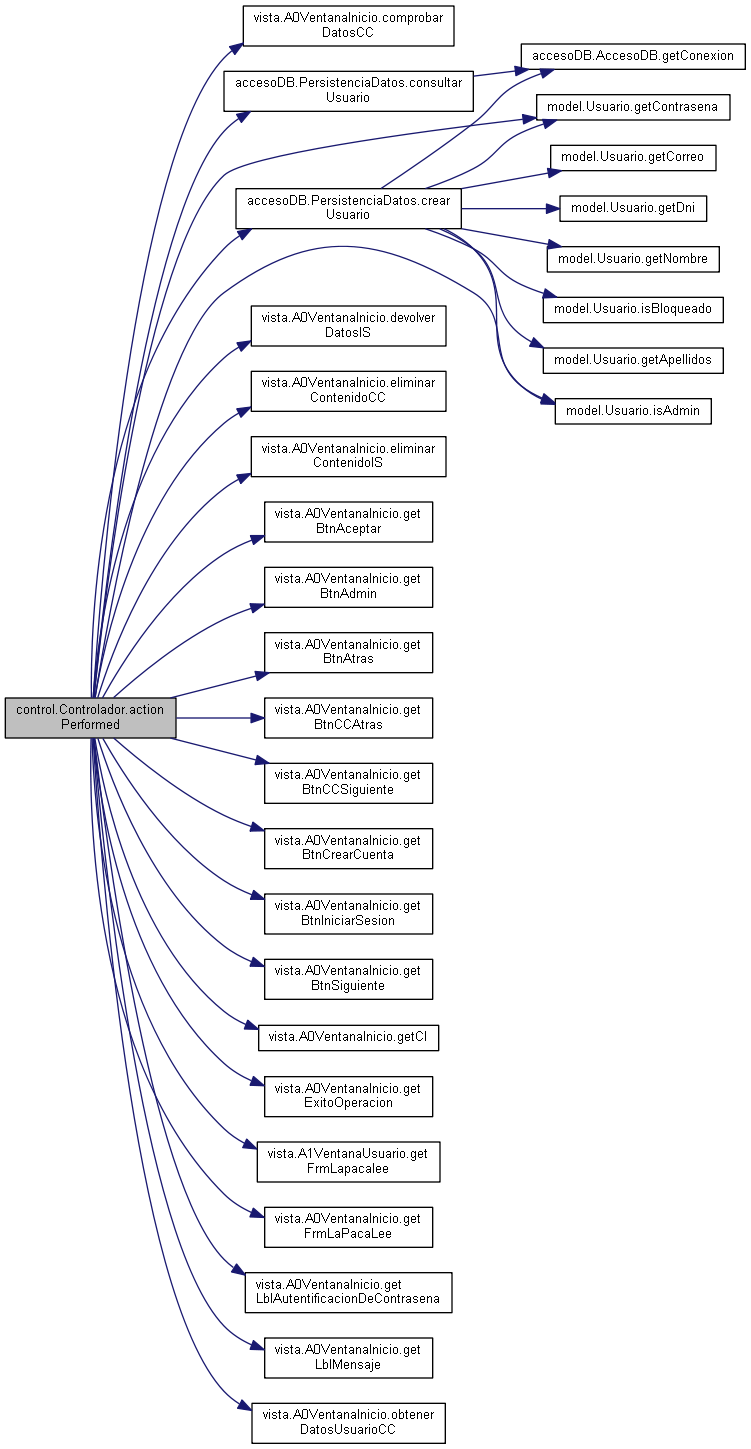 vista.A0VentanaInicio.comprobar
DatosCC
accesoDB.PersistenciaDatos.consultar
Usuario
accesoDB.AccesoDB.getConexion
model.Usuario.getContrasena
model.Usuario.getCorreo
accesoDB.PersistenciaDatos.crear
Usuario
model.Usuario.getDni
model.Usuario.getNombre
model.Usuario.isBloqueado
vista.A0VentanaInicio.devolver
DatosIS
model.Usuario.getApellidos
vista.A0VentanaInicio.eliminar
ContenidoCC
model.Usuario.isAdmin
vista.A0VentanaInicio.eliminar
ContenidoIS
vista.A0VentanaInicio.get
BtnAceptar
vista.A0VentanaInicio.get
BtnAdmin
vista.A0VentanaInicio.get
BtnAtras
control.Controlador.action
Performed
vista.A0VentanaInicio.get
BtnCCAtras
vista.A0VentanaInicio.get
BtnCCSiguiente
vista.A0VentanaInicio.get
BtnCrearCuenta
vista.A0VentanaInicio.get
BtnIniciarSesion
vista.A0VentanaInicio.get
BtnSiguiente
vista.A0VentanaInicio.getCl
vista.A0VentanaInicio.get
ExitoOperacion
vista.A1VentanaUsuario.get
FrmLapacalee
vista.A0VentanaInicio.get
FrmLaPacaLee
vista.A0VentanaInicio.get
LblAutentificacionDeContrasena
vista.A0VentanaInicio.get
LblMensaje
vista.A0VentanaInicio.obtener
DatosUsuarioCC